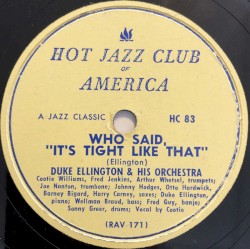 HOT JAZZ CLUB
OF
AMERICA
A JAZZ CLASSIC
HC 83
WHO SAID,
"IT'S TIGHT LIKE THAT"
(Ellington)
DUKE ELLINGTON & HIS ORCHESTRA
Cootie Williams, Fred Jenkins, Arthur Whetsel, trumpets;
Joe Nanton, trombone; Johnny Hodges, Otto Hardwick,
Barney Bigard, Harry Carney, saxes; Duke Ellington,
piano; Wellman Braud, bass; Fred Guy, banjo;
Sonny Greer, drums; Vocal by Cootie
(RAV 171)